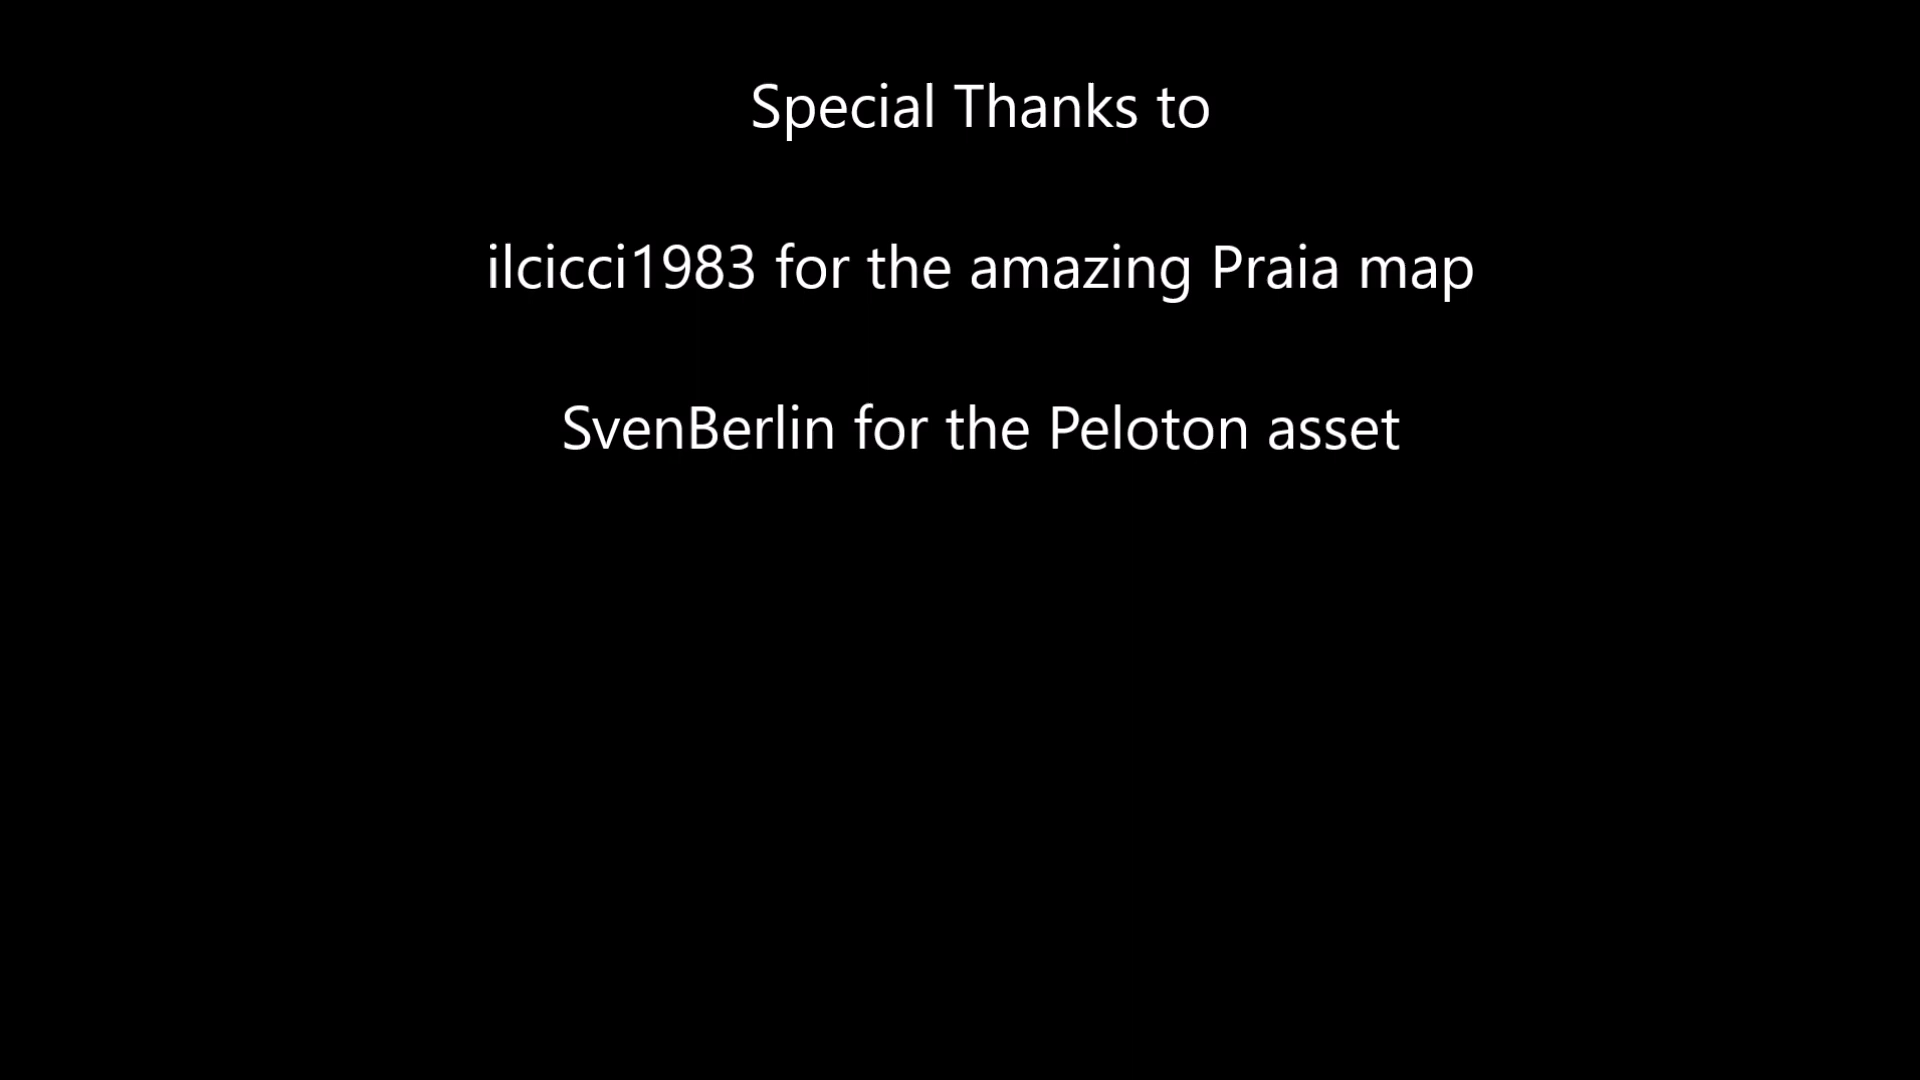 Special Thanks to
ilcicci1983 for the amazing Praia map
SvenBerlin for the Peloton asset